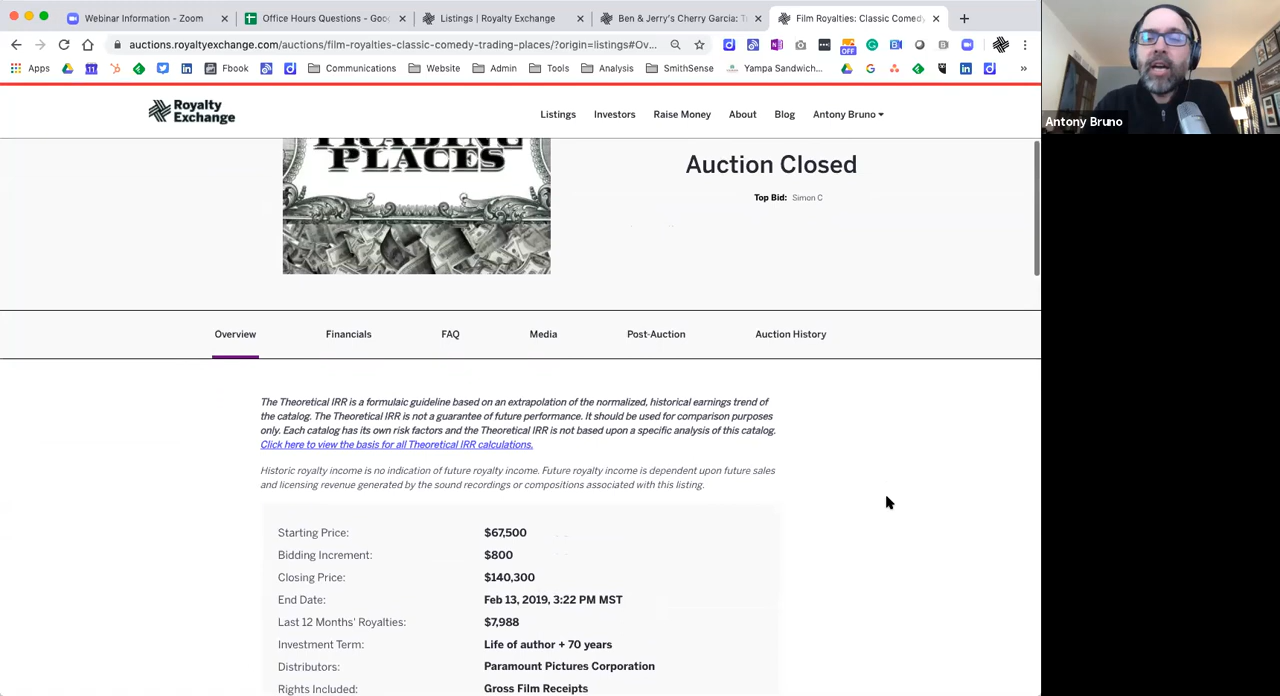 Webinar Information - Zoom
Office Hours Questions - Goo
Listings | Royalty Exchange
Ben & Jerry's Cherry Garcia: T
Film Royalties: Classic Comedy
auctions.royaltyexchange.com/auctions/film-royalties-classic-comedy-trading-places/?origin=listings#Ov...
OFF
Apps
Fbook
Communications
Website
Admin
Tools
Analysis
SmithSense
Yampa Sandwich...
Antony Bruno
Royalty
Exchange
Listings
Investors
Raise Money
About
Blog
Antony Bruno
TRADING
PLACES
Auction Closed
Top Bid: Simon C
Overview
Financials
FAQ
Media
Post-Auction
Auction History
The Theoretical IRR is a formulaic guideline based on an extrapolation of the normalized, historical earnings trend of
the catalog. The Theoretical IRR is not a guarantee of future performance. It should be used for comparison purposes
only. Each catalog has its own risk factors and the Theoretical IRR is not based upon a specific analysis of this catalog.
Click here to view the basis for all Theoretical IRR calculations.
Historic royalty income is no indication of future royalty income. Future royalty income is dependent upon future sales
and licensing revenue generated by the sound recordings or compositions associated with this listing.
Starting Price: $67,500
Bidding Increment: $800
Closing Price: $140,300
End Date: Feb 13, 2019, 3:22 PM MST
Last 12 Months' Royalties: $7,988
Investment Term: Life of author + 70 years
Distributors: Paramount Pictures Corporation
Rights Included: Gross Film Receipts